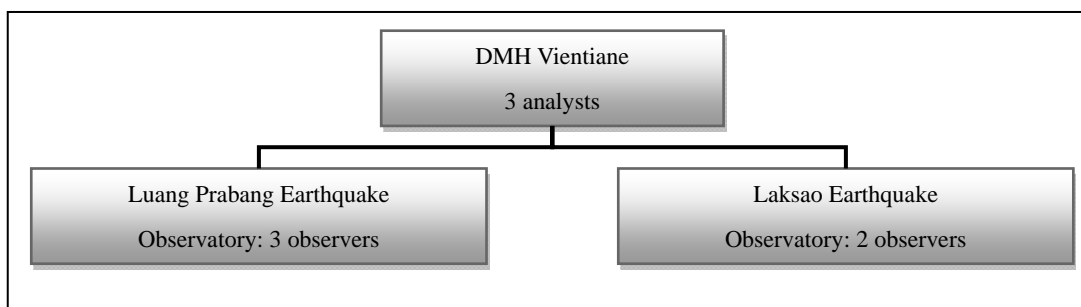 DMH Vientiane
3 analysts
Luang Prabang Earthquake
Observatory: 3 observers
Laksao Earthquake
Observatory: 2 observers